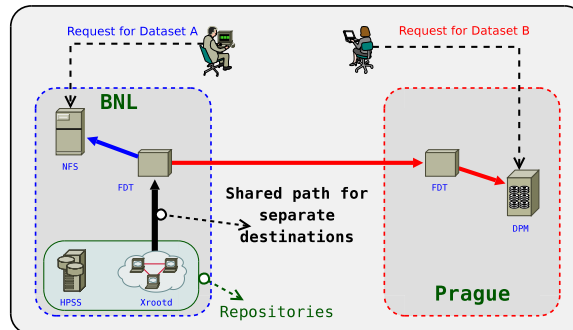 Request for Dataset A
Request for Dataset B
BNL
NFS
FDT
FDT
DPM
Shared path for
separate
destinations
HPSS
Xrootd
Repositories
Prague